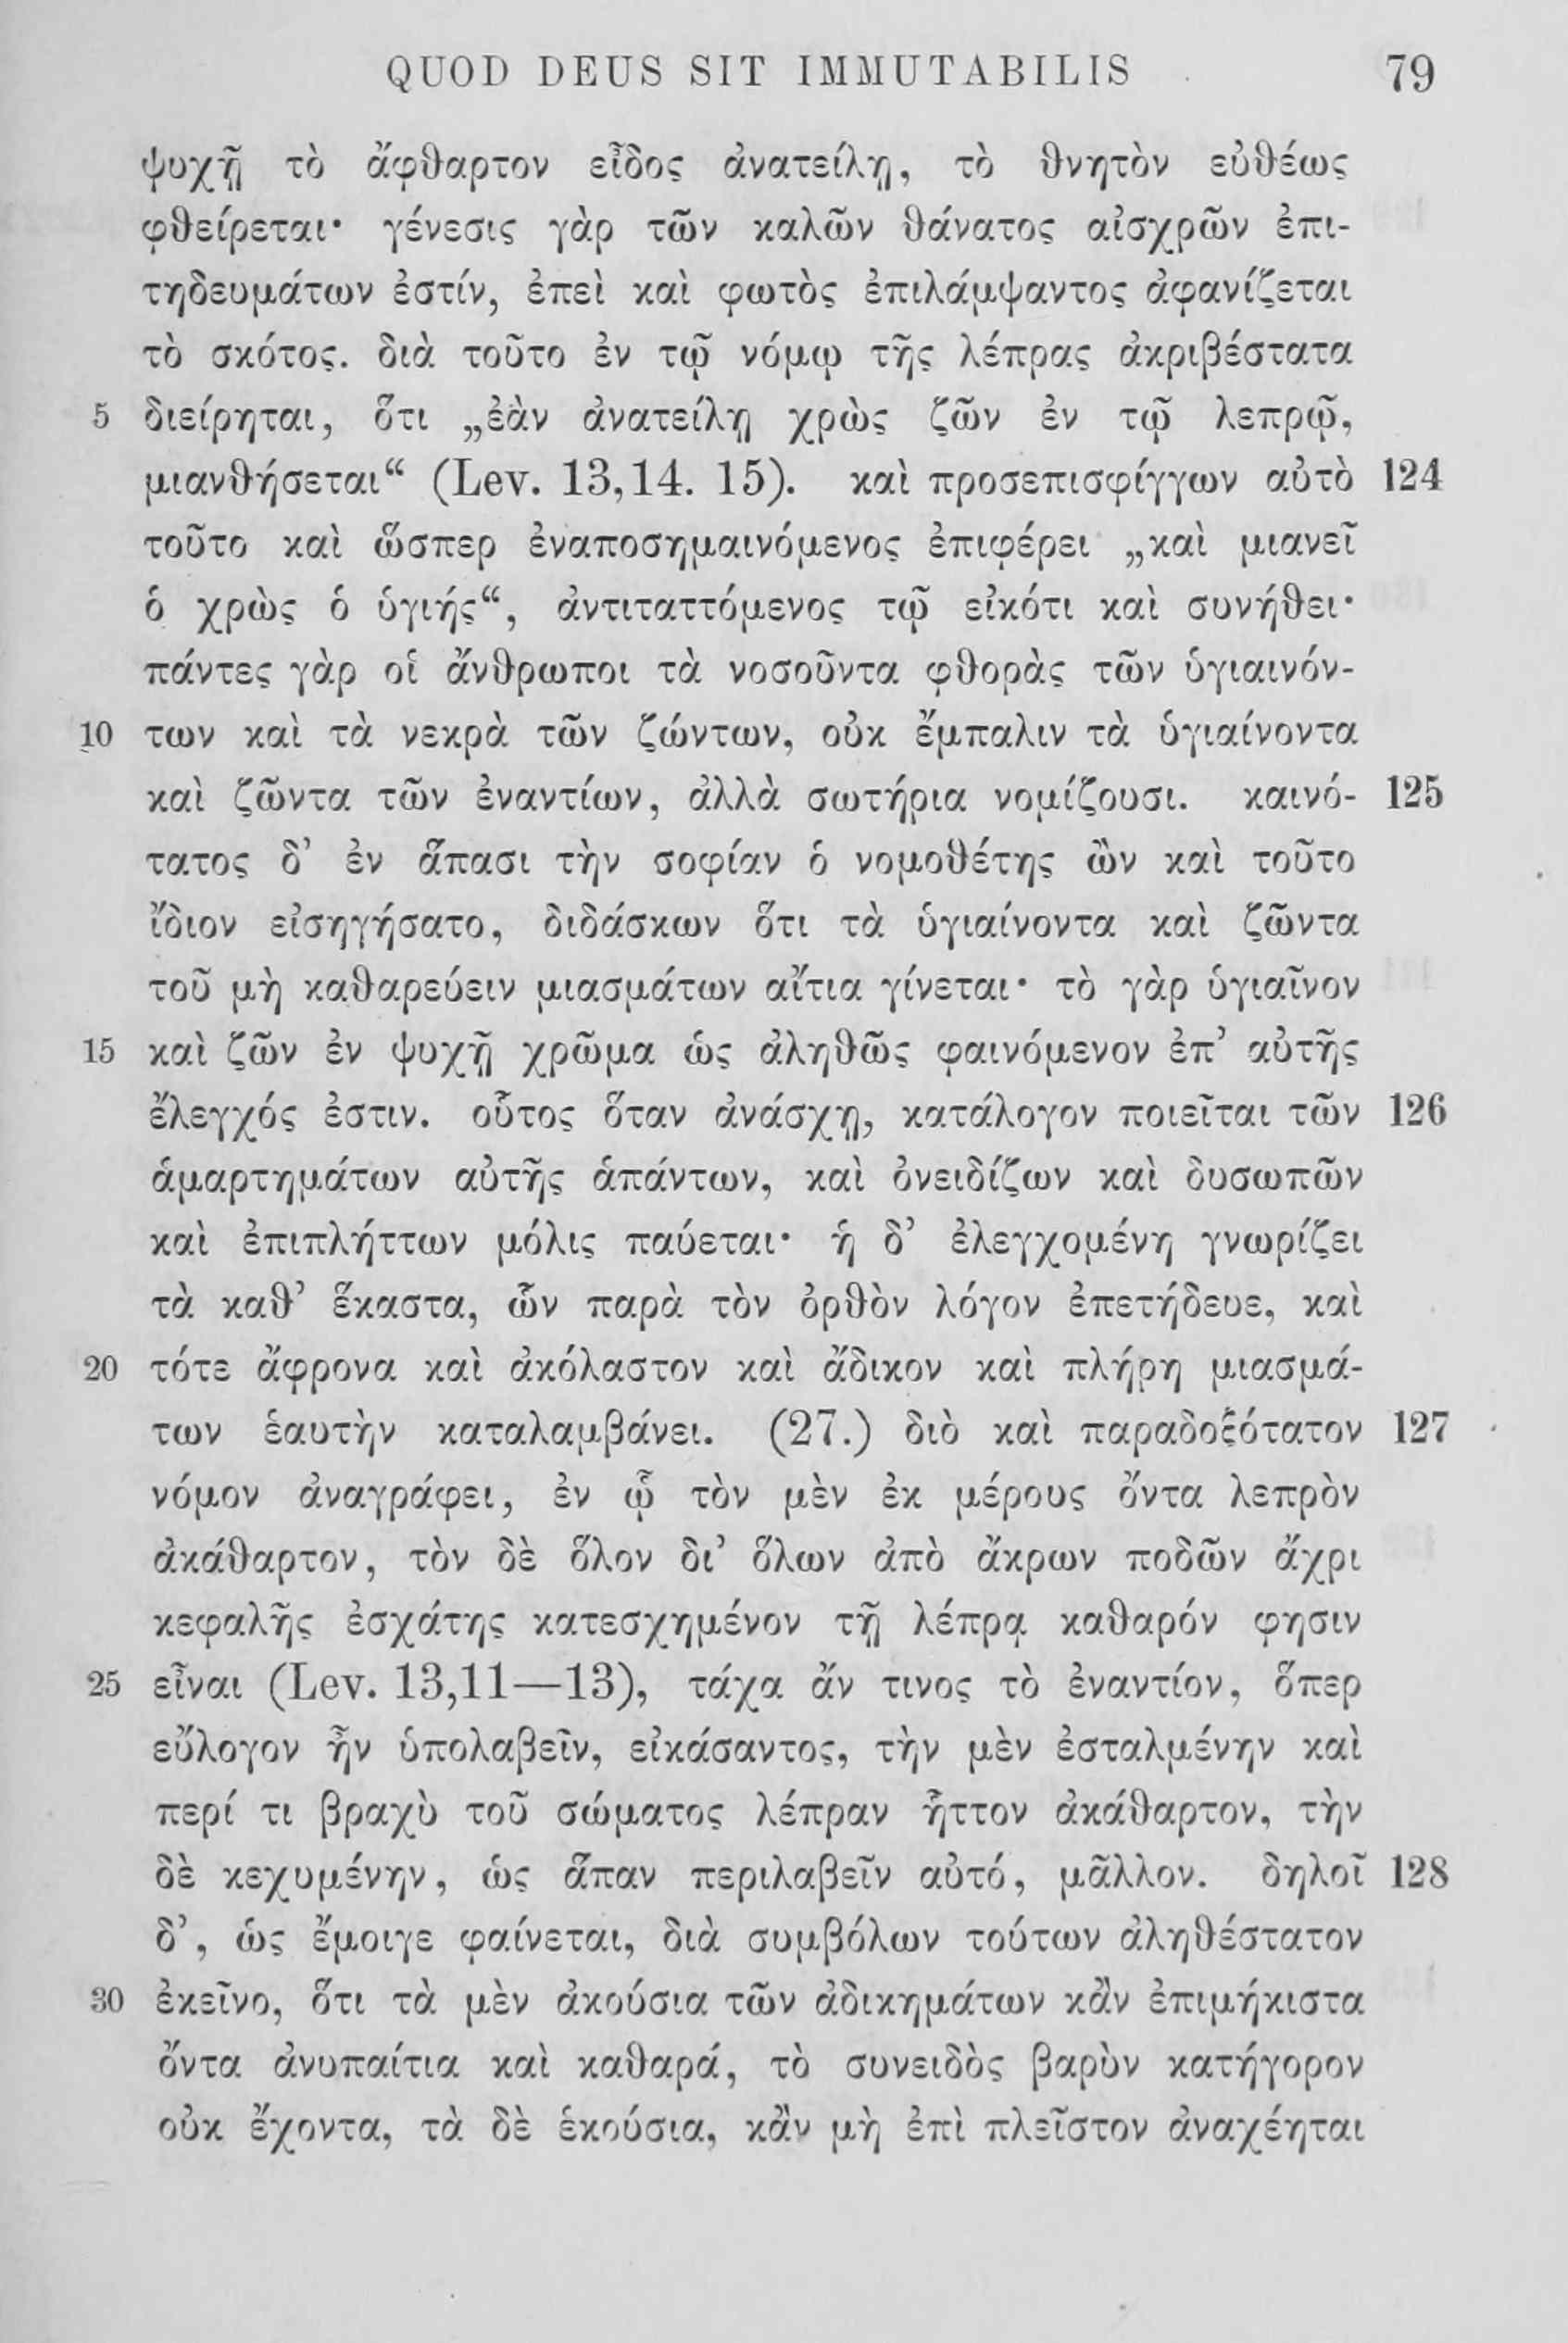 QUOD DEUS SIT IMMUTABILIS 79
ψυχῇ τὸ ἄφθαρτον εἶδος ἀνατείλῃ, τὸ θνητὸν εὐθέως
φθείρεται· γένεσις γὰρ τῶν καλῶν θάνατος αἰσχρῶν ἐπι-
τηδευμάτων ἐστίν, ἐπεὶ καὶ φωτὸς ἐπιλάμψαντος ἀφανίζεται
τὸ σκότος. διὰ τοῦτο ἐν τῷ νόμῳ τῆς λέπρας ἀκριβέστατα
5 διείρηται, ὅτι „ἐὰν ἀνατείλῃ χρὼς ζῶν ἐν τῷ λεπρῷ,
μιανθήσεται“ (Lev. 13,14. 15). καὶ προσεπισφίγγων αὐτὸ 124
τοῦτο καὶ ὥσπερ ἐναποσημαινόμενος ἐπιφέρει „καὶ μιανεῖ
ὁ χρὼς ὁ ὑγιής“, ἀντιταττόμενος τῷ εἰκότι καὶ συνήθει·
πάντες γὰρ οἱ ἄνθρωποι τὰ νοσοῦντα φθορὰς τῶν ὑγιαινόν-
10 των καὶ τὰ νεκρὰ τῶν ζώντων, οὐκ ἔμπαλιν τὰ ὑγιαίνοντα
καὶ ζῶντα τῶν ἐναντίων, ἀλλὰ σωτήρια νομίζουσι. καινό- 125
τατος δ’ ἐν ἅπασι τὴν σοφίαν ὁ νομοθέτης ὢν καὶ τοῦτο
ἴδιον εἰσηγήσατο, διδάσκων ὅτι τὰ ὑγιαίνοντα καὶ ζῶντα
τοῦ μὴ καθαρεύειν μιασμάτων αἴτια γίνεται· τὸ γὰρ ὑγιαῖνον
15 καὶ ζῶν ἐν ψυχῇ χρῶμα ὡς ἀληθῶς φαινόμενον ἐπ’ αὐτῆς
ἔλεγχός ἐστιν. οὗτος ὅταν ἀνάσχῃ, κατάλογον ποιεῖται τῶν 126
ἁμαρτημάτων αὐτῆς ἁπάντων, καὶ ὀνειδίζων καὶ δυσωπῶν
καὶ ἐπιπλήττων μόλις παύεται· ἡ δ’ ἐλεγχομένη γνωρίζει
τὰ καθ’ ἕκαστα, ὧν παρὰ τὸν ὀρθὸν λόγον ἐπετήδευε, καὶ
20 τότε ἄφρονα καὶ ἀκόλαστον καὶ ἄδικον καὶ πλήρη μιασμά-
των ἑαυτὴν καταλαμβάνει. (27.) διὸ καὶ παραδοξότατον 127
νόμον ἀναγράφει, ἐν ᾧ τὸν μὲν ἐκ μέρους ὄντα λεπρὸν
ἀκάθαρτον, τὸν δὲ ὅλον δι’ ὅλων ἀπὸ ἄκρων ποδῶν ἄχρι
κεφαλῆς ἐσχάτης κατεσχημένον τῇ λέπρᾳ καθαρόν φησιν
25 εἶναι (Lev. 13,11—13), τάχα ἄν τινος τὸ ἐναντίον, ὅπερ
εὔλογον ἦν ὑπολαβεῖν, εἰκάσαντος, τὴν μὲν ἐσταλμένην καὶ
περί τι βραχὺ τοῦ σώματος λέπραν ἧττον ἀκάθαρτον, τὴν
δὲ κεχυμένην, ὡς ἅπαν περιλαβεῖν αὐτό, μᾶλλον. δηλοῖ 128
δ’, ὡς ἔμοιγε φαίνεται, διὰ συμβόλων τούτων ἀληθέστατον
30 ἐκεῖνο, ὅτι τὰ μὲν ἀκούσια τῶν ἀδικημάτων κἂν ἐπιμήκιστα
ὄντα ἀνυπαίτια καὶ καθαρά, τὸ συνειδὸς βαρὺν κατήγορον
οὐκ ἔχοντα, τὰ δὲ ἑκούσια, κἂν μὴ ἐπὶ πλεῖστον ἀναχέηται